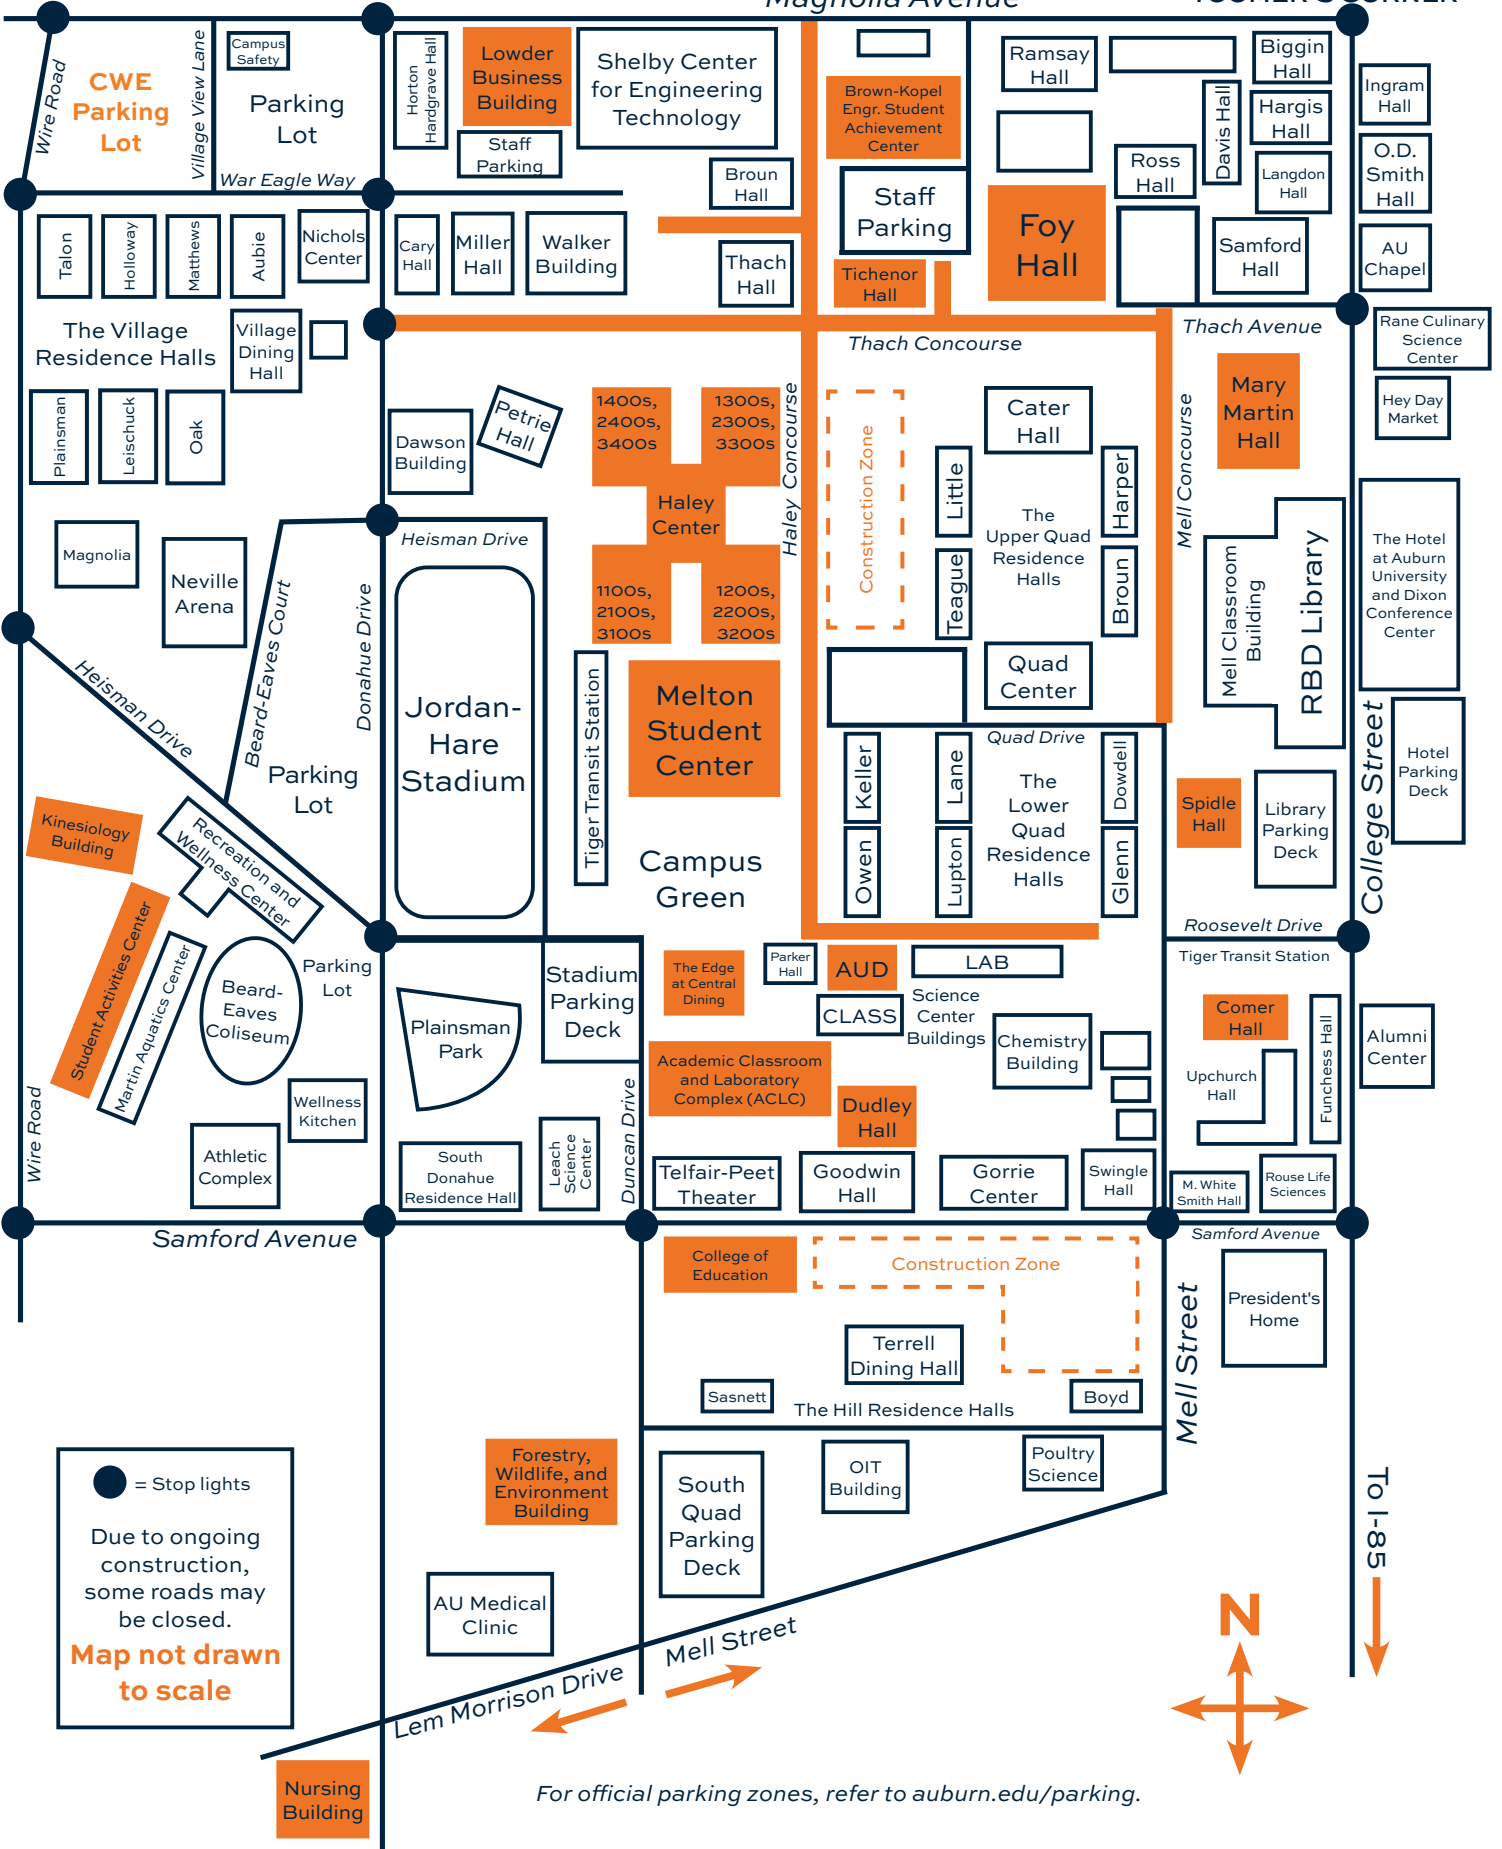 Magnolia Avenue
TOOMER'S CORNER
Wire Road
CWE
Parking
Lot
Village View Lane
Campus
Safety
Parking
Lot
War Eagle Way
Horton
Hardgrave Hall
Lowder
Business
Building
Staff
Parking
Shelby Center
for Engineering
Technology
Broun
Hall
Brown-Kopel
Engr. Student
Achievement
Center
Staff
Parking
Ramsay
Hall
Ross
Hall
Davis Hall
Biggin
Hall
Hargis
Hall
Langdon
Hall
Ingram
Hall
O.D.
Smith
Hall
Talon
Holloway
Matthews
Aubie
Nichols
Center
Cary
Hall
Miller
Hall
Walker
Building
Thach
Hall
Tichenor
Hall
Foy
Hall
Samford
Hall
AU
Chapel
The Village
Residence Halls
Village
Dining
Hall
Thach Concourse
Thach Avenue
Rane Culinary
Science
Center
Plainsman
Leischuck
Oak
Dawson
Building
Petrie
Hall
1400s,
2400s,
3400s
1300s,
2300s,
3300s
Haley
Center
1100s,
2100s,
3100s
1200s,
2200s,
3200s
Haley Concourse
Construction Zone
Cater
Hall
Little
Teague
The
Upper Quad
Residence
Halls
Harper
Broun
Quad
Center
Mell Concourse
Mary
Martin
Hall
Hey Day
Market
Magnolia
Neville
Arena
Beard-Eaves Court
Donahue Drive
Heisman Drive
Heisman Drive
Parking
Lot
Jordan-
Hare
Stadium
Tiger Transit Station
Melton
Student
Center
Campus
Green
Mell Classroom
Building
RBD Library
The Hotel
at Auburn
University
and Dixon
Conference
Center
Quad Drive
Keller
Owen
Lane
Lupton
The
Lower
Quad
Residence
Halls
Dowdell
Glenn
Spidle
Hall
Library
Parking
Deck
College Street
Hotel
Parking
Deck
Kinesiology
Building
Recreation and
Wellness Center
Student Activities Center
Martin Aquatics Center
Beard-
Eaves
Coliseum
Parking
Lot
Wellness
Kitchen
Athletic
Complex
Wire Road
Plainsman
Park
Stadium
Parking
Deck
South
Donahue
Residence Hall
Leach
Science
Center
Duncan Drive
The Edge
at Central
Dining
Parker
Hall
AUD
LAB
CLASS
Science
Center
Buildings
Chemistry
Building
Academic Classroom
and Laboratory
Complex (ACLC)
Dudley
Hall
Telfair-Peet
Theater
Goodwin
Hall
Gorrie
Center
Swingle
Hall
Roosevelt Drive
Tiger Transit Station
Comer
Hall
Upchurch
Hall
Funchess Hall
Alumni
Center
M. White
Smith Hall
Rouse Life
Sciences
Samford Avenue
Samford Avenue
College of
Education
Construction Zone
Terrell
Dining Hall
Sasnett
The Hill Residence Halls
Boyd
Mell Street
President's
Home
Forestry,
Wildlife, and
Environment
Building
South
Quad
Parking
Deck
OIT
Building
Poultry
Science
AU Medical
Clinic
Lem Morrison Drive
Mell Street
To I-85
N
= Stop lights
Due to ongoing
construction,
some roads may
be closed.
Map not drawn
to scale
Nursing
Building
For official parking zones, refer to auburn.edu/parking.